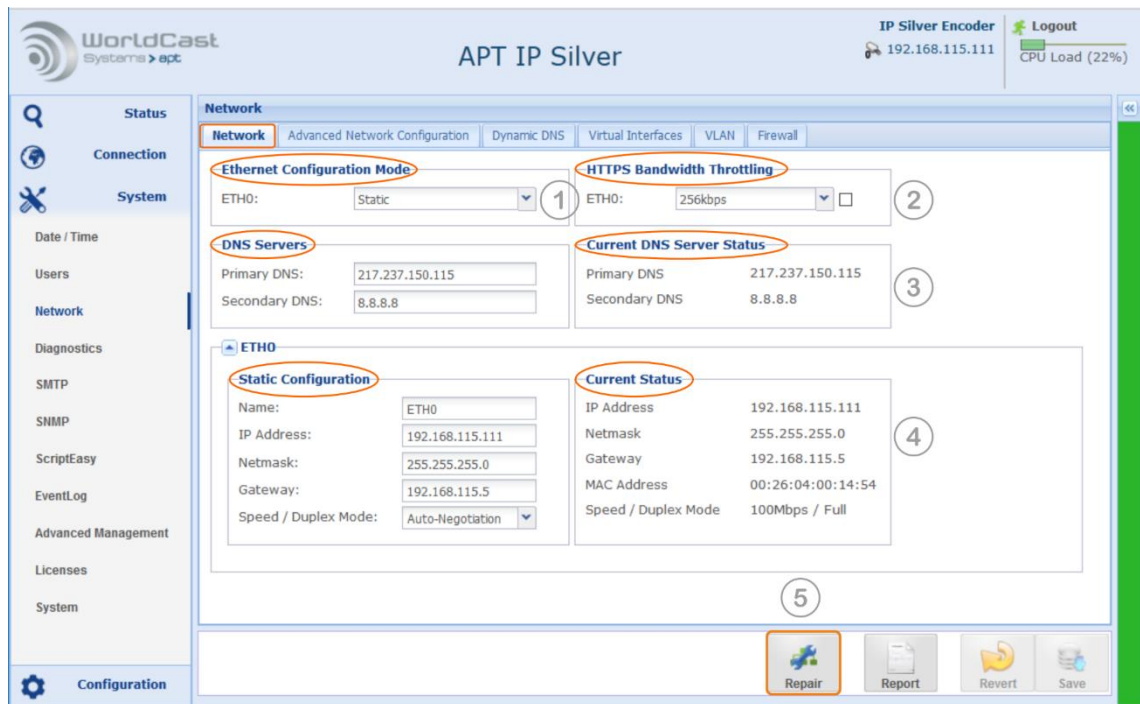 WorldCast
Systems > apt
APT IP Silver
IP Silver Encoder
192.168.115.111
Logout
CPU Load (22%)
Status
Connection
System
Date / Time
Users
Network
Diagnostics
SMTP
SNMP
ScriptEasy
EventLog
Advanced Management
Licenses
System
Configuration
Network
Network
Advanced Network Configuration
Dynamic DNS
Virtual Interfaces
VLAN
Firewall
Ethernet Configuration Mode
ETH0: Static
1
HTTPS Bandwidth Throttling
ETH0: 256kbps
2
DNS Servers
Primary DNS: 217.237.150.115
Secondary DNS: 8.8.8.8
Current DNS Server Status
Primary DNS 217.237.150.115
Secondary DNS 8.8.8.8
3
ETH0
Static Configuration
Name: ETH0
IP Address: 192.168.115.111
Netmask: 255.255.255.0
Gateway: 192.168.115.5
Speed / Duplex Mode: Auto-Negotiation
Current Status
IP Address 192.168.115.111
Netmask 255.255.255.0
Gateway 192.168.115.5
MAC Address 00:26:04:00:14:54
Speed / Duplex Mode 100Mbps / Full
4
5
Repair
Report
Revert
Save